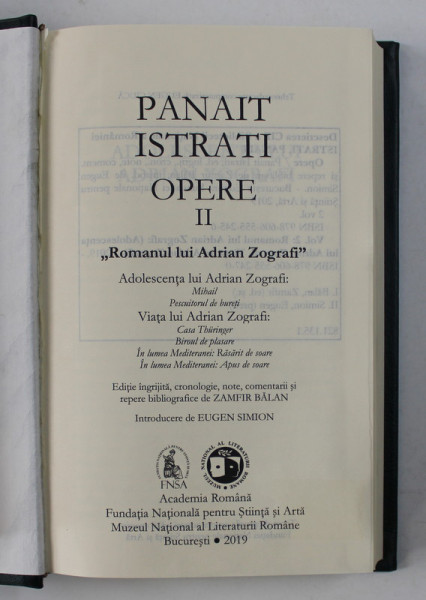 PANAIT
ISTRATI
OPERE
II
„Romanul lui Adrian Zografi”
Adolescența lui Adrian Zografi:
Mihail
Pescuitorul de bureți
Viața lui Adrian Zografi:
Casa Thüringer
Biroul de plasare
În lumea Mediteranei: Răsărit de soare
În lumea Mediteranei: Apus de soare
Ediție îngrijită, cronologie, note, comentarii și
repere bibliografice de ZAMFIR BĂLAN
Introducere de EUGEN SIMION
FNSA
MUZEUL NAȚIONAL AL LITERATURII ROMÂNE
Academia Română
Fundația Națională pentru Știință și Artă
Muzeul Național al Literaturii Române
București ● 2019